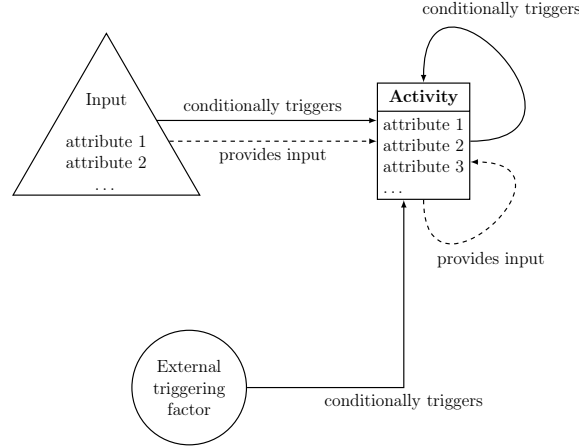 conditionally triggers
Input
attribute 1
attribute 2
...
conditionally triggers
provides input
Activity
attribute 1
attribute 2
attribute 3
...
provides input
External
triggering
factor
conditionally triggers